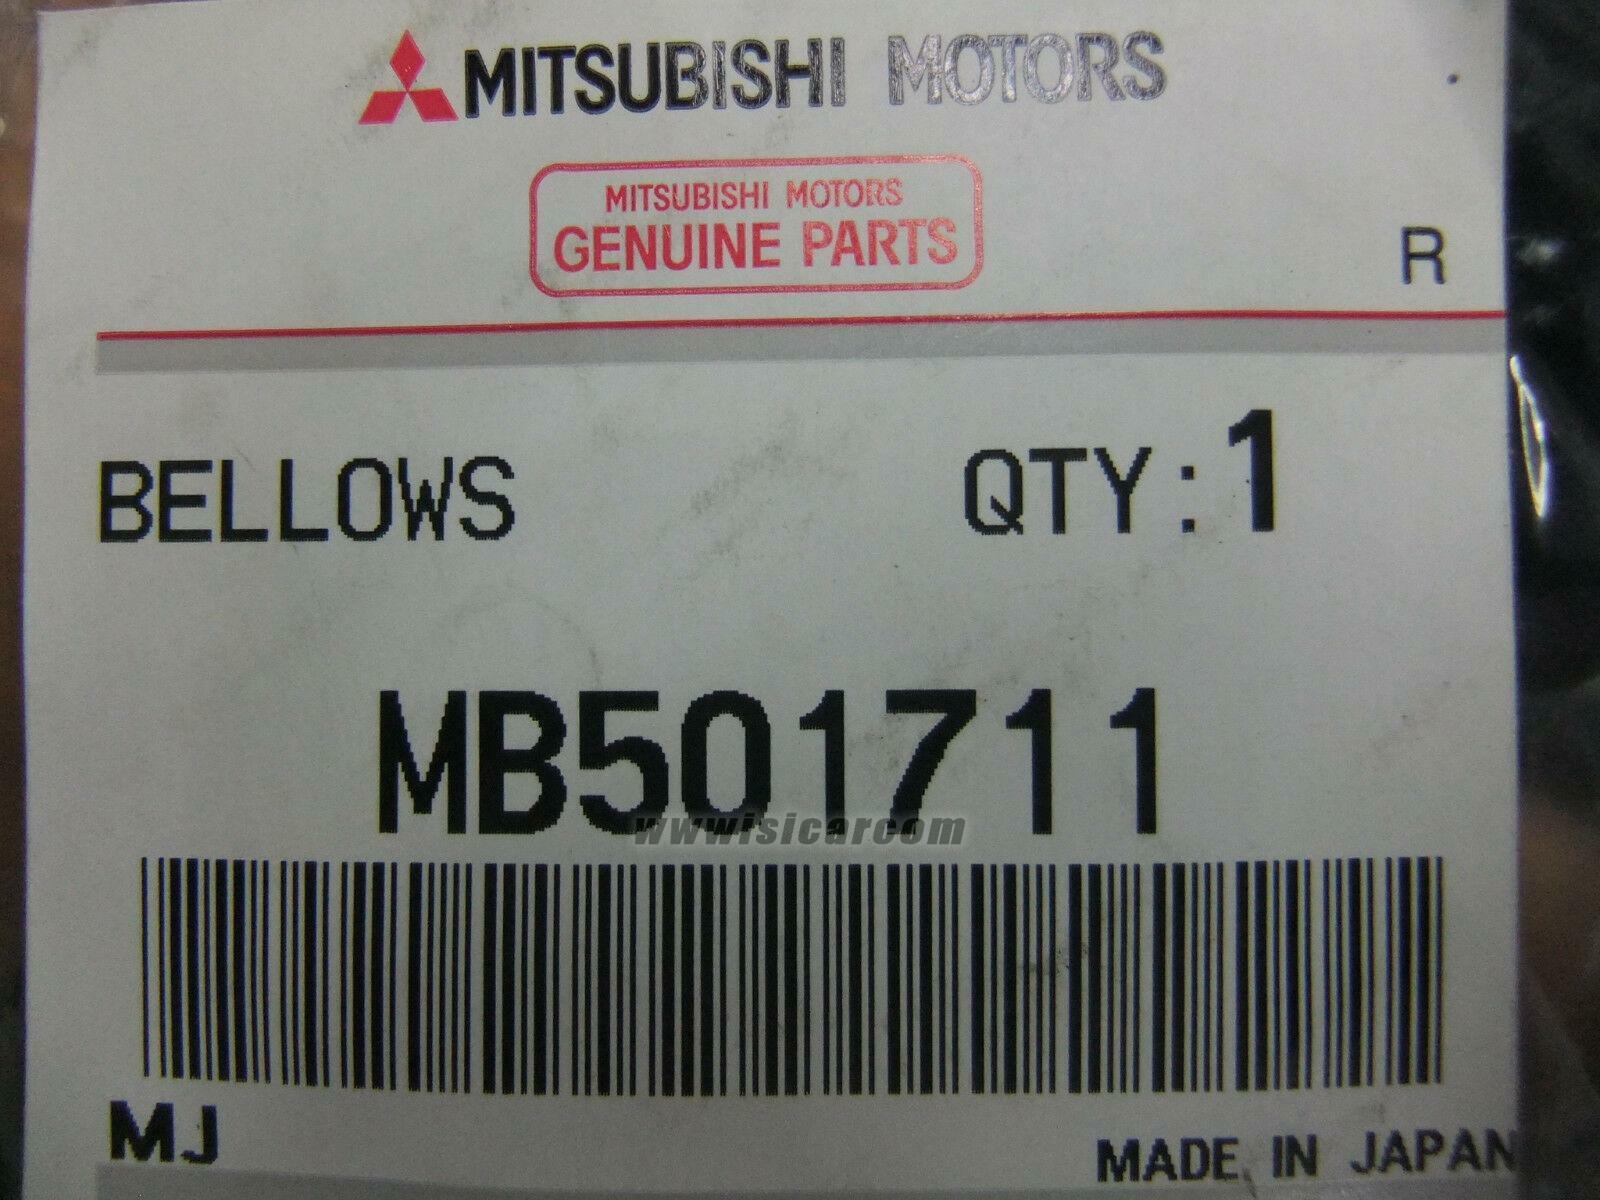 MITSUBISHI MOTORS
MITSUBISHI MOTORS
GENUINE PARTS
R
BELLOWS QTY:1
MB501711
wwwisicarcom
MJ MADE IN JAPAN